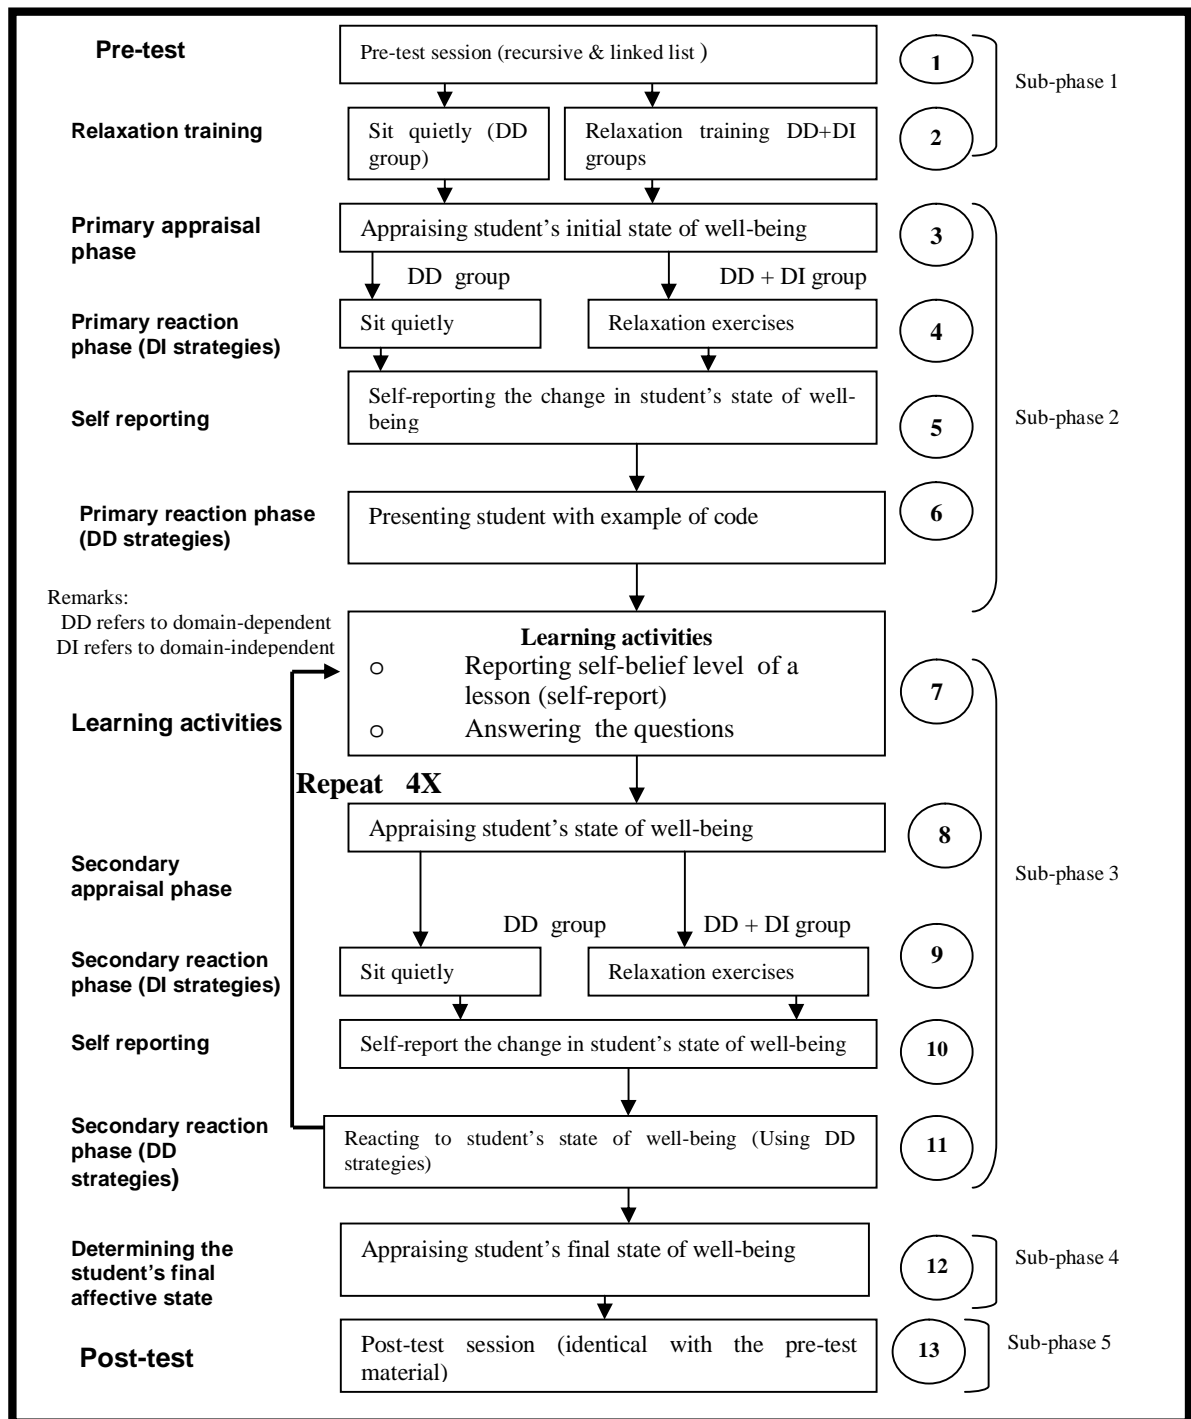 Pre-test
Pre-test session (recursive & linked list )
1
Sub-phase 1
Relaxation training
Sit quietly (DD
group)
Relaxation training DD+DI
groups
2
Primary appraisal
phase
Appraising student’s initial state of well-being
3
DD group
DD + DI group
Primary reaction
phase (DI strategies)
Sit quietly
Relaxation exercises
4
Self reporting
Self-reporting the change in student’s state of well-
being
5
Sub-phase 2
Primary reaction phase
(DD strategies)
Presenting student with example of code
6
Remarks:
DD refers to domain-dependent
DI refers to domain-independent
Learning activities
Learning activities
o Reporting self-belief level of a
lesson (self-report)
o Answering the questions
7
Repeat 4X
Appraising student’s state of well-being
8
Secondary
appraisal phase
Sub-phase 3
DD group
DD + DI group
Secondary reaction
phase (DI strategies)
Sit quietly
Relaxation exercises
9
Self reporting
Self-report the change in student’s state of well-being
10
Secondary reaction
phase (DD
strategies)
Reacting to student’s state of well-being (Using DD
strategies)
11
Determining the
student’s final
affective state
Appraising student’s final state of well-being
12
Sub-phase 4
Post-test
Post-test session (identical with the pre-test
material)
13
Sub-phase 5